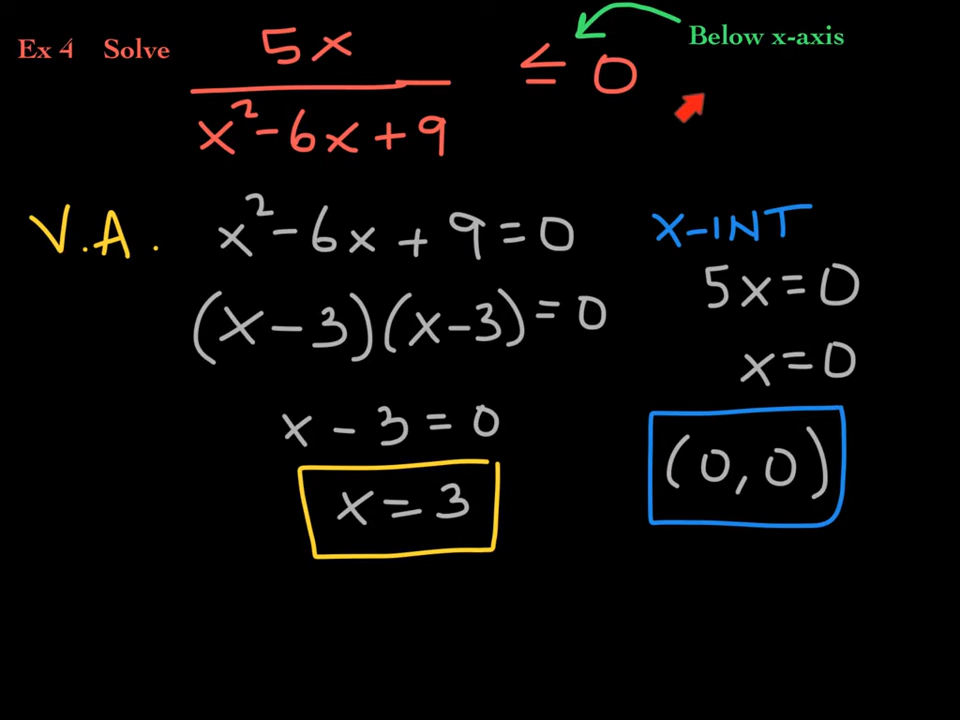 Below x-axis
Ex 4 Solve 5x / x² - 6x + 9 ≤ 0
V.A. x² - 6x + 9 = 0
X-INT
5x = 0
(x - 3)(x - 3) = 0
x = 0
x - 3 = 0
(0, 0)
x = 3